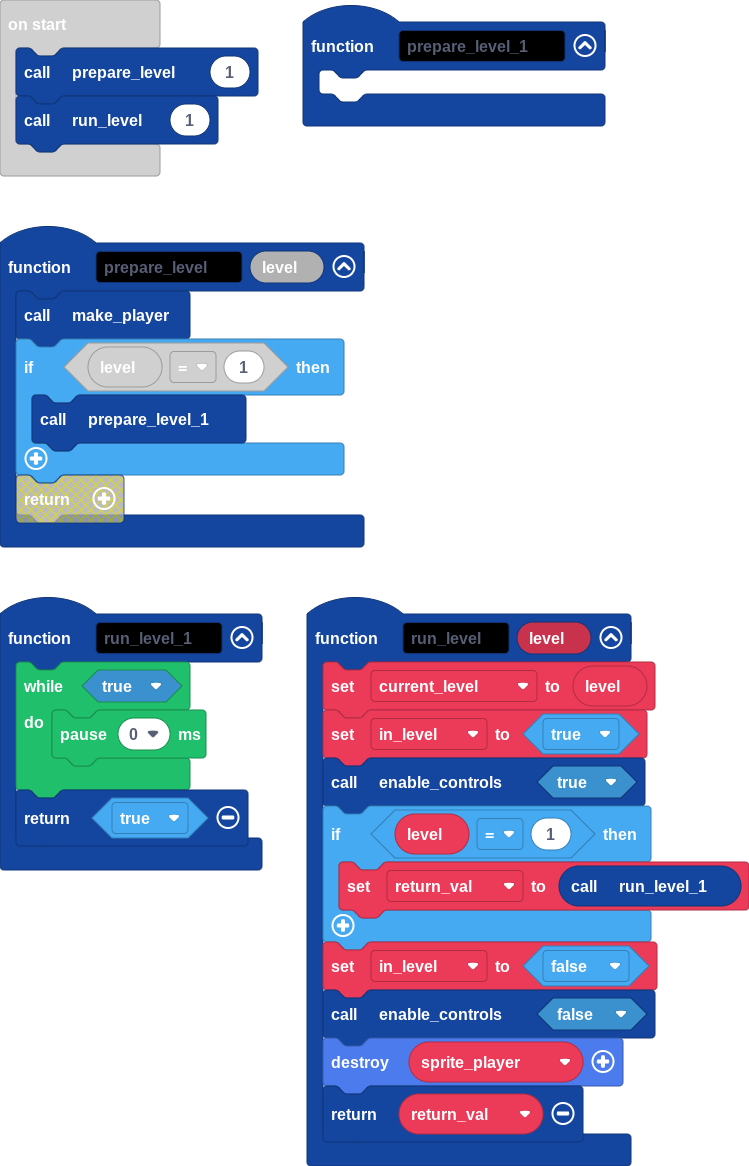 on start
call prepare_level 1
call run_level 1
function prepare_level_1
function prepare_level level
call make_player
if level = 1 then
call prepare_level_1
return
function run_level_1
while true
do pause 0 ms
return true
function run_level level
set current_level to level
set in_level to true
call enable_controls true
if level = 1 then
set return_val to call run_level_1
set in_level to false
call enable_controls false
destroy sprite_player
return return_val